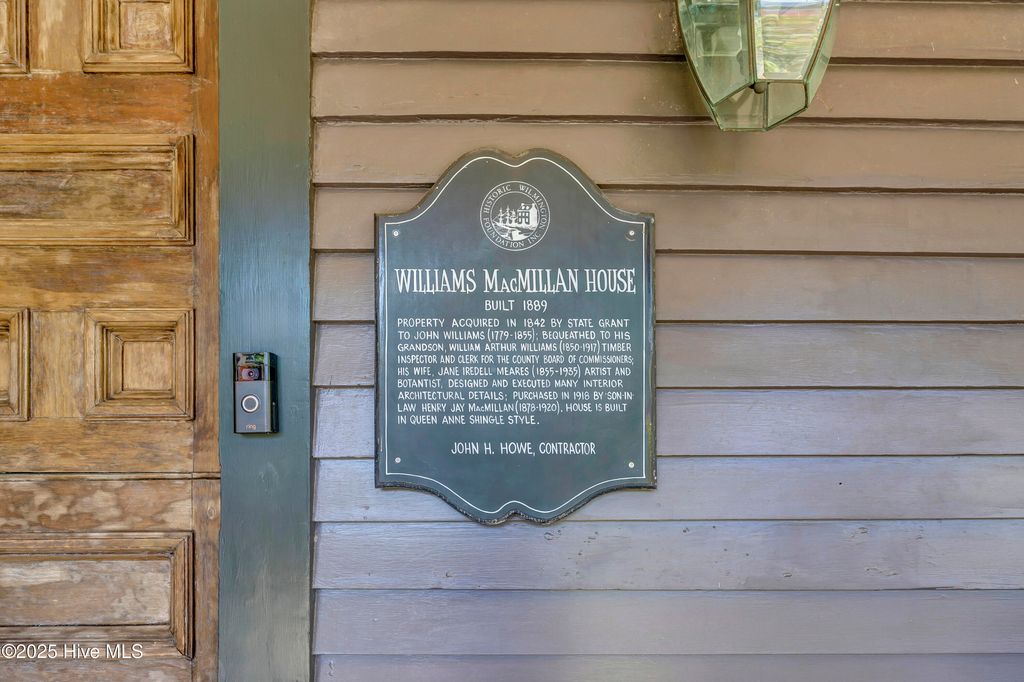 HISTORIC WILMINGTON
FOUNDATION INC
WILLIAMS MACMILLAN HOUSE
BUILT 1889
PROPERTY ACQUIRED IN 1842 BY STATE GRANT
TO JOHN WILLIAMS (1779-1855); BEQUEATHED TO HIS
GRANDSON, WILLIAM ARTHUR WILLIAMS (1850-1917) TIMBER
INSPECTOR AND CLERK FOR THE COUNTY BOARD OF COMMISSIONERS;
HIS WIFE, JANE IREDELL MEARES (1855-1935) ARTIST AND
BOTANTIST, DESIGNED AND EXECUTED MANY INTERIOR
ARCHITECTURAL DETAILS; PURCHASED IN 1918 BY SON-IN-
LAW HENRY JAY MACMILLAN (1878-1920). HOUSE IS BUILT
IN QUEEN ANNE SHINGLE STYLE.
JOHN H. HOWE, CONTRACTOR
ring
©2025 Hive MLS